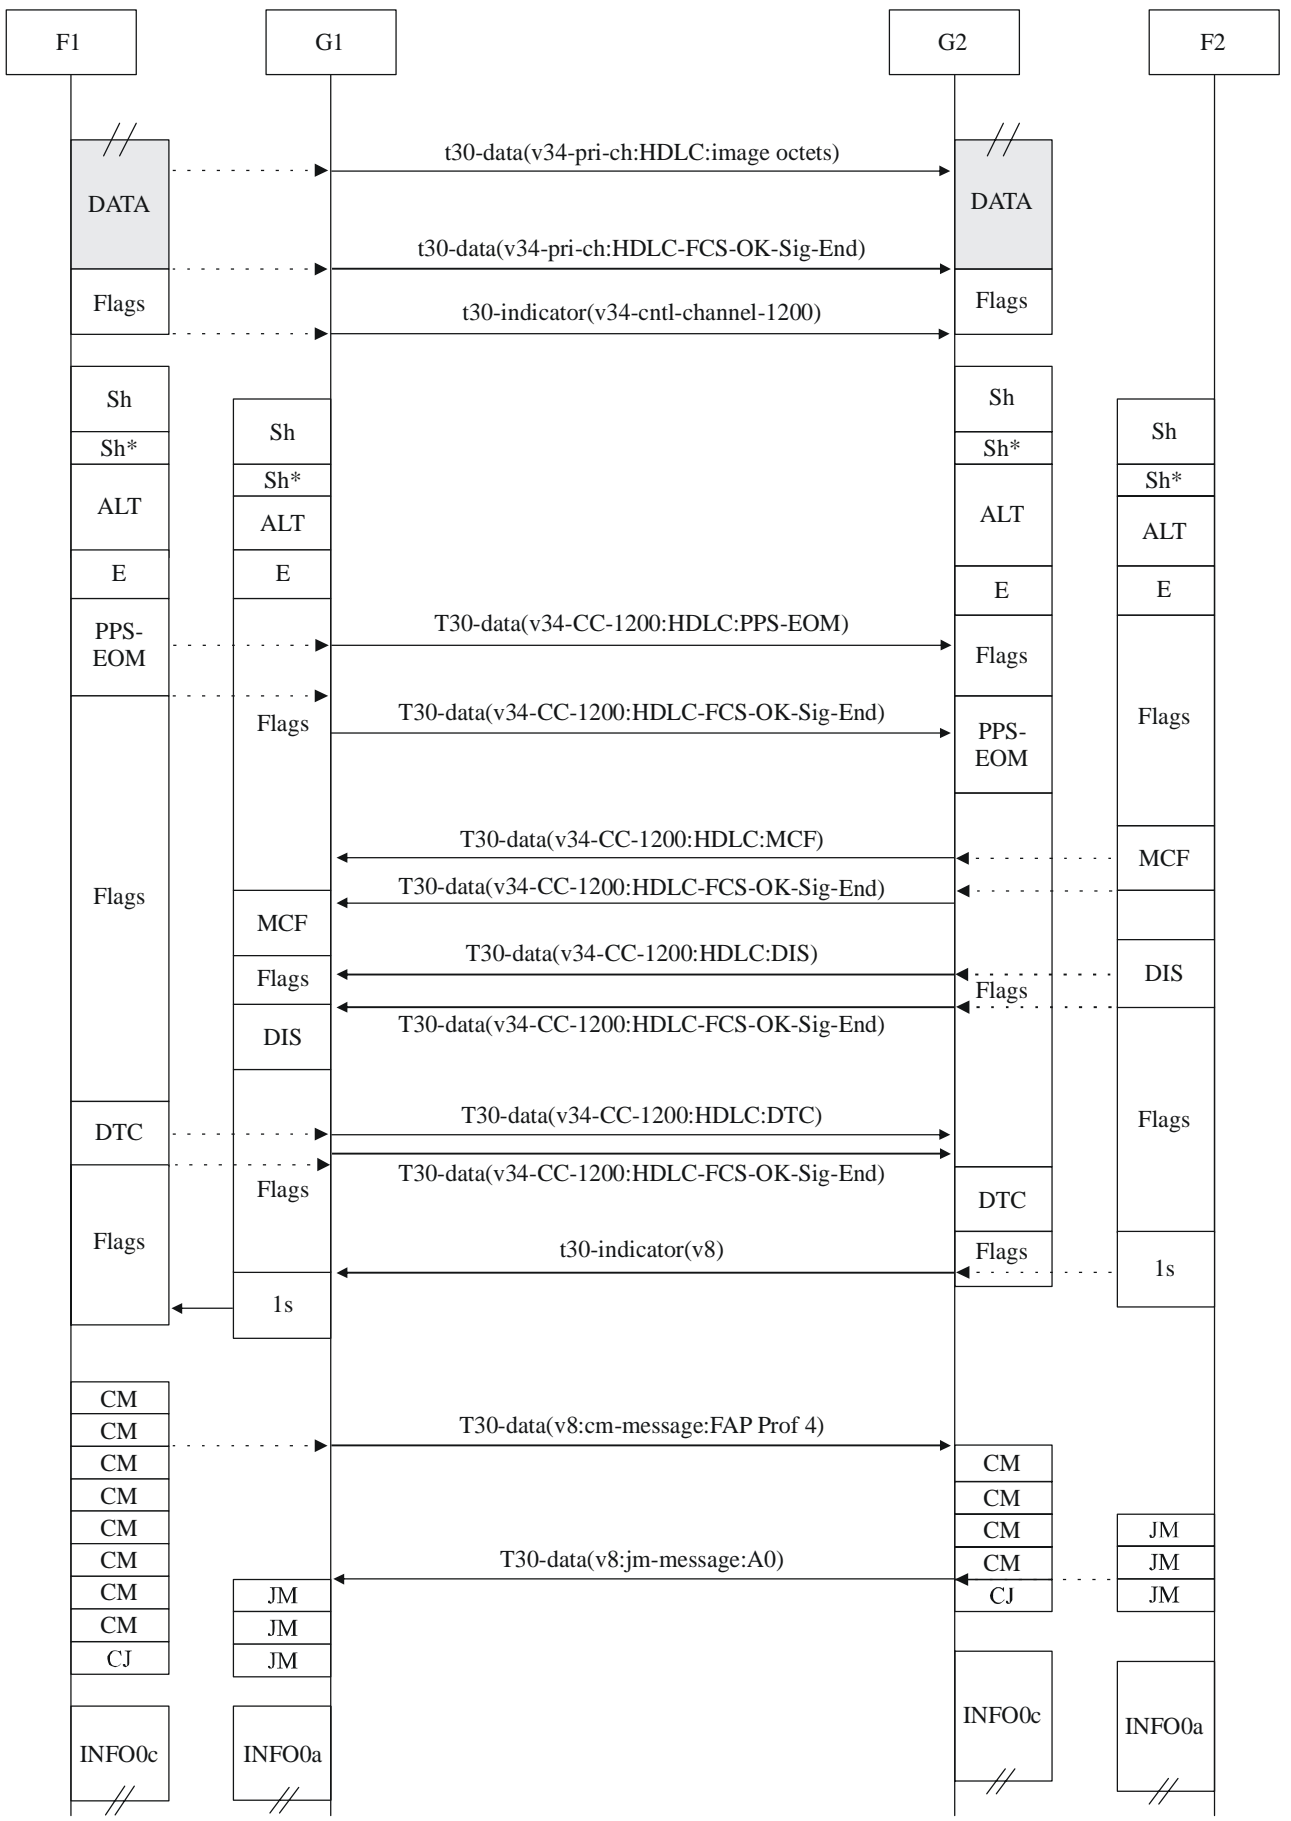 F1
G1
G2
F2
t30-data(v34-pri-ch:HDLC:image octets)
DATA
DATA
t30-data(v34-pri-ch:HDLC-FCS-OK-Sig-End)
Flags
Flags
t30-indicator(v34-cntl-channel-1200)
Sh
Sh
Sh
Sh
Sh*
Sh*
Sh*
Sh*
ALT
ALT
ALT
ALT
E
E
E
E
T30-data(v34-CC-1200:HDLC:PPS-EOM)
PPS-
EOM
Flags
T30-data(v34-CC-1200:HDLC-FCS-OK-Sig-End)
Flags
Flags
PPS-
EOM
T30-data(v34-CC-1200:HDLC:MCF)
MCF
T30-data(v34-CC-1200:HDLC-FCS-OK-Sig-End)
Flags
MCF
T30-data(v34-CC-1200:HDLC:DIS)
Flags
Flags
DIS
T30-data(v34-CC-1200:HDLC-FCS-OK-Sig-End)
DIS
T30-data(v34-CC-1200:HDLC:DTC)
Flags
DTC
T30-data(v34-CC-1200:HDLC-FCS-OK-Sig-End)
Flags
DTC
Flags
t30-indicator(v8)
Flags
1s
1s
CM
CM
T30-data(v8:cm-message:FAP Prof 4)
CM
CM
CM
CM
CM
CM
JM
CM
T30-data(v8:jm-message:A0)
CM
JM
CM
JM
CJ
JM
CM
JM
CJ
JM
INFO0c
INFO0a
INFO0c
INFO0a